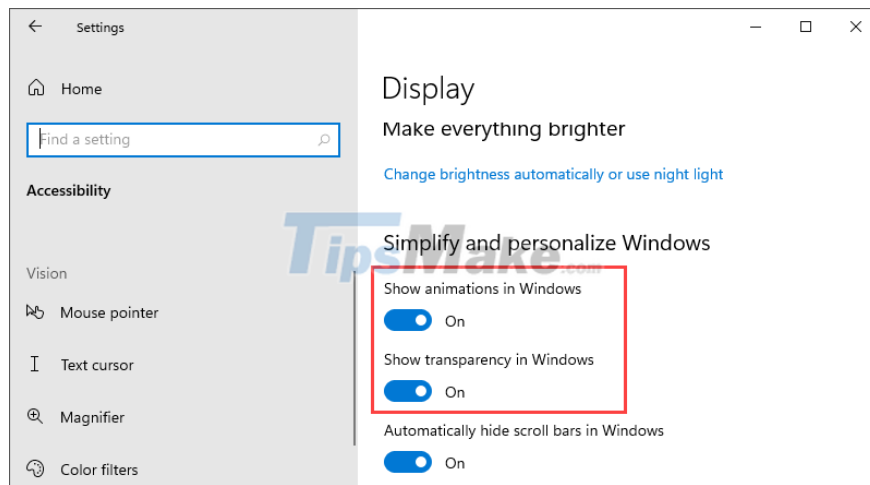 Settings
Home
Find a setting
Accessibility
Vision
Mouse pointer
Text cursor
Magnifier
Color filters
Display
Make everything brighter
Change brightness automatically or use night light
Simplify and personalize Windows
TipsMake.com
Show animations in Windows
On
Show transparency in Windows
On
Automatically hide scroll bars in Windows
On